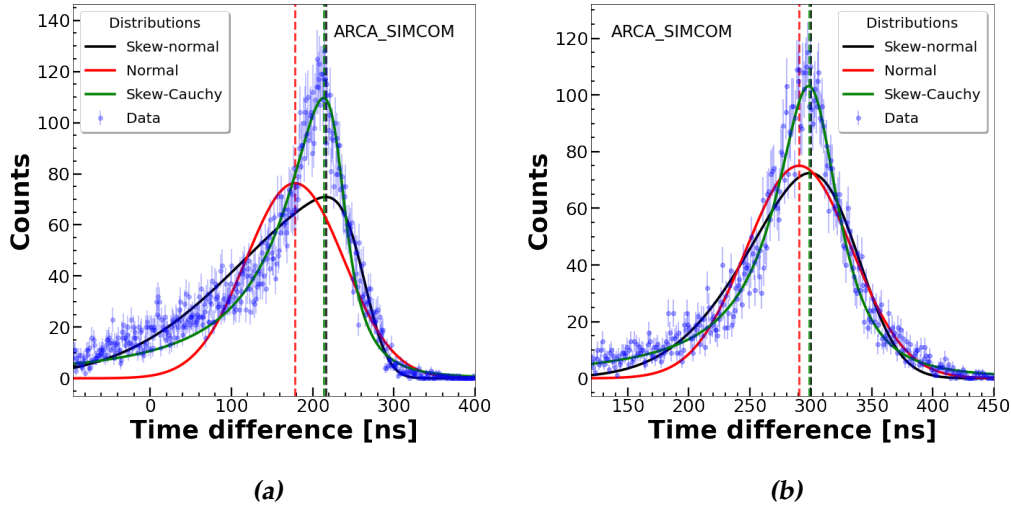 Distributions
Skew-normal
Normal
Skew-Cauchy
Data
ARCA_SIMCOM
140
120
100
80
60
40
20
0
Counts
0
100
200
300
400
Time difference [ns]
(a)
ARCA_SIMCOM
Distributions
Skew-normal
Normal
Skew-Cauchy
Data
120
100
80
60
40
20
0
Counts
150
200
250
300
350
400
450
Time difference [ns]
(b)